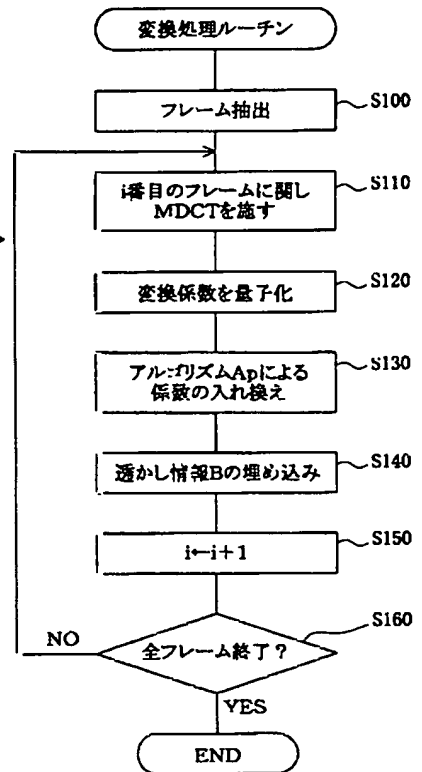 変換処理ルーチン
フレーム抽出
S100
i番目のフレームに関し
MDCTを施す
S110
変換係数を量子化
S120
アルゴリズムApによる
係数の入れ換え
S130
透かし情報Bの埋め込み
S140
i←i+1
S150
全フレーム終了?
S160
NO
YES
END